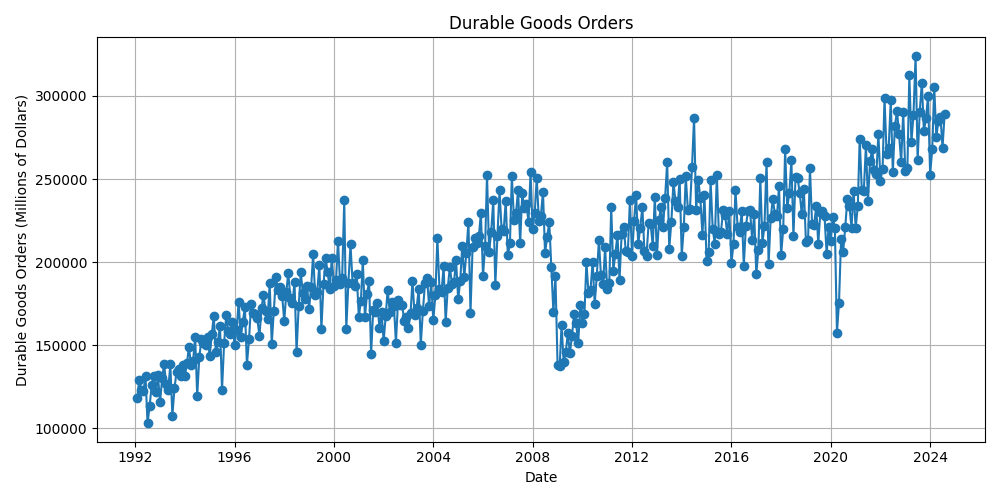 Durable Goods Orders
Durable Goods Orders (Millions of Dollars)
300000
250000
200000
150000
100000
1992 1996 2000 2004 2008 2012 2016 2020 2024
Date